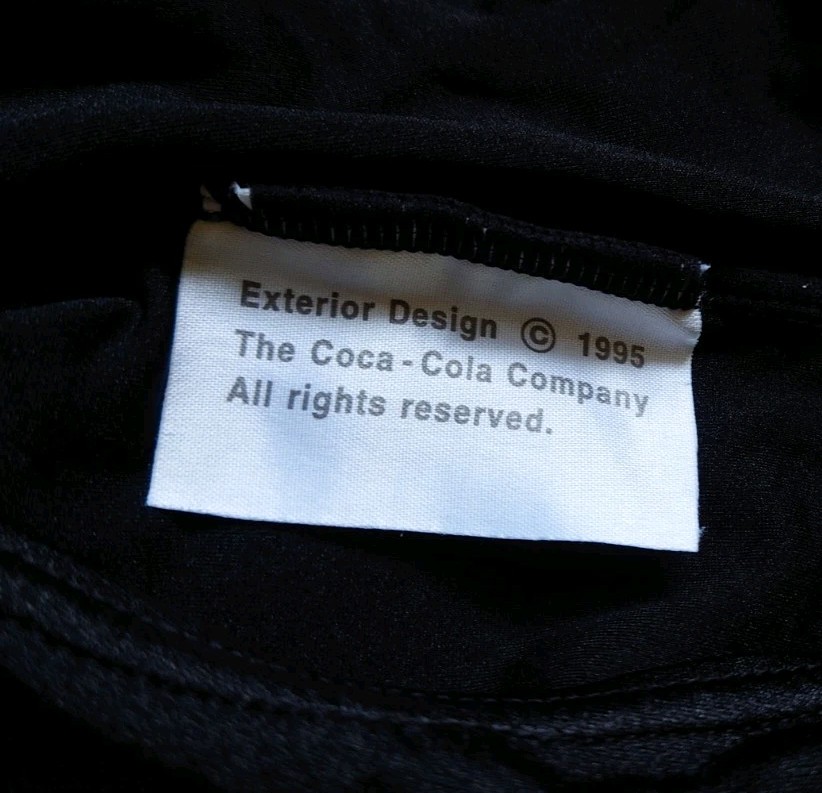 Exterior Design © 1995
The Coca-Cola Company
All rights reserved.